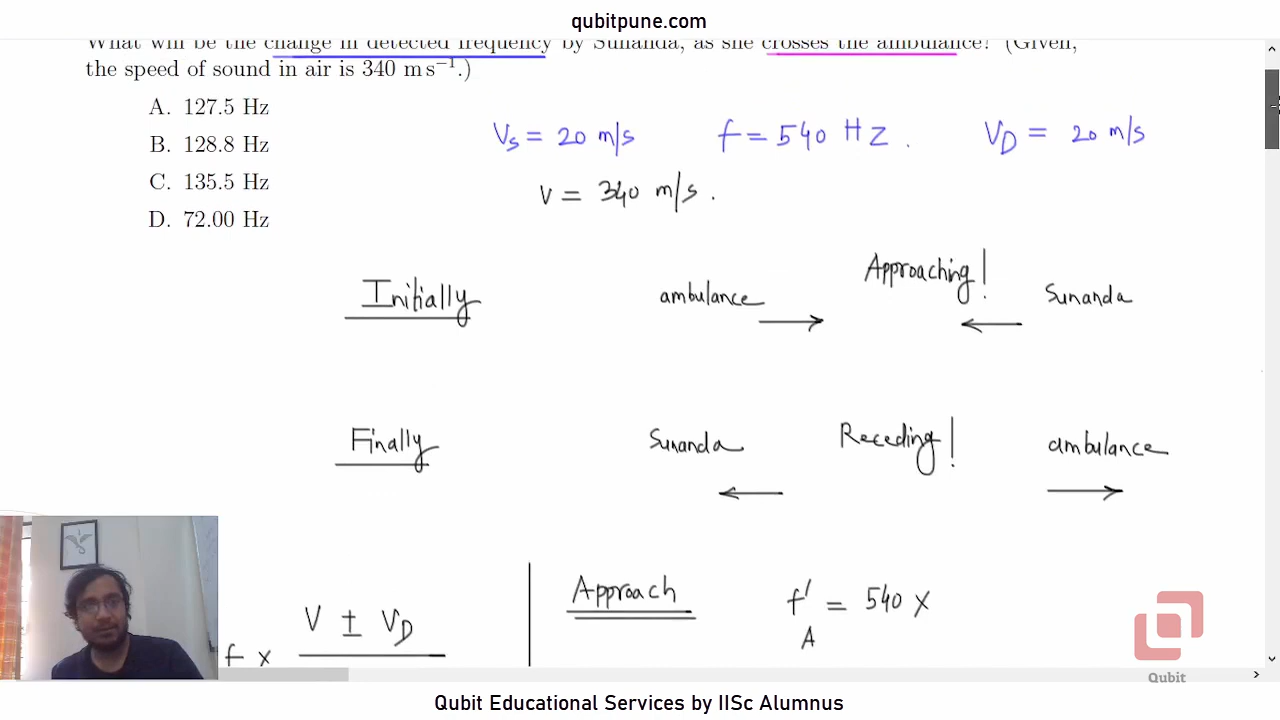 qubitpune.com
What will be the change in detected frequency by Sunanda, as she crosses the ambulance? (Given,
the speed of sound in air is 340 m s⁻¹.)
A. 127.5 Hz
B. 128.8 Hz
C. 135.5 Hz
D. 72.00 Hz
Vs = 20 m/s f = 540 HZ . VD = 20 m/s
V = 340 m/s .
Approaching!
Initially ambulance Sunanda
Finally Sunanda Receding! ambulance
Approach f' = 540 ×
A
V ± VD
f ×
Qubit
Qubit Educational Services by IISc Alumnus